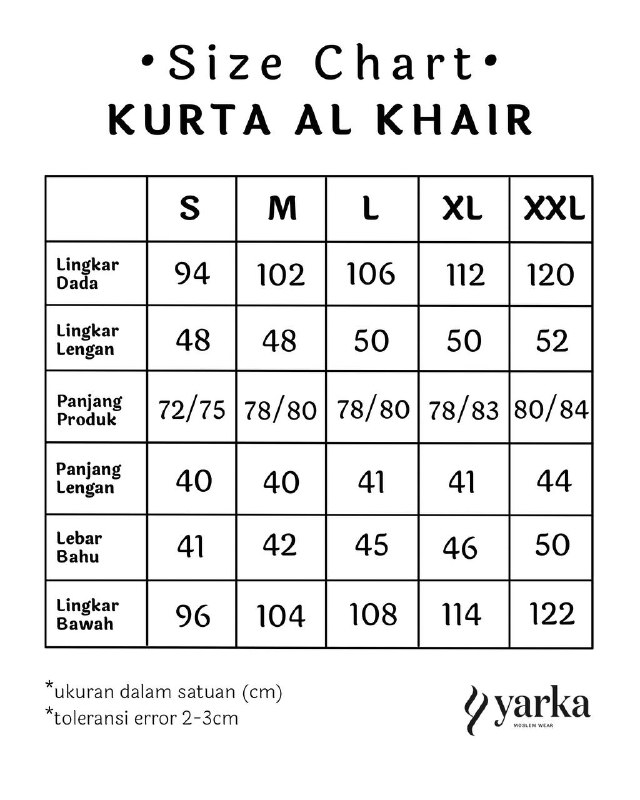 •Size Chart•
KURTA AL KHAIR
S M L XL XXL
Lingkar
Dada 94 102 106 112 120
Lingkar
Lengan 48 48 50 50 52
Panjang
Produk 72/75 78/80 78/80 78/83 80/84
Panjang
Lengan 40 40 41 41 44
Lebar
Bahu 41 42 45 46 50
Lingkar
Bawah 96 104 108 114 122
*ukuran dalam satuan (cm)
*toleransi error 2-3cm
yarka
MOSLEM WEAR